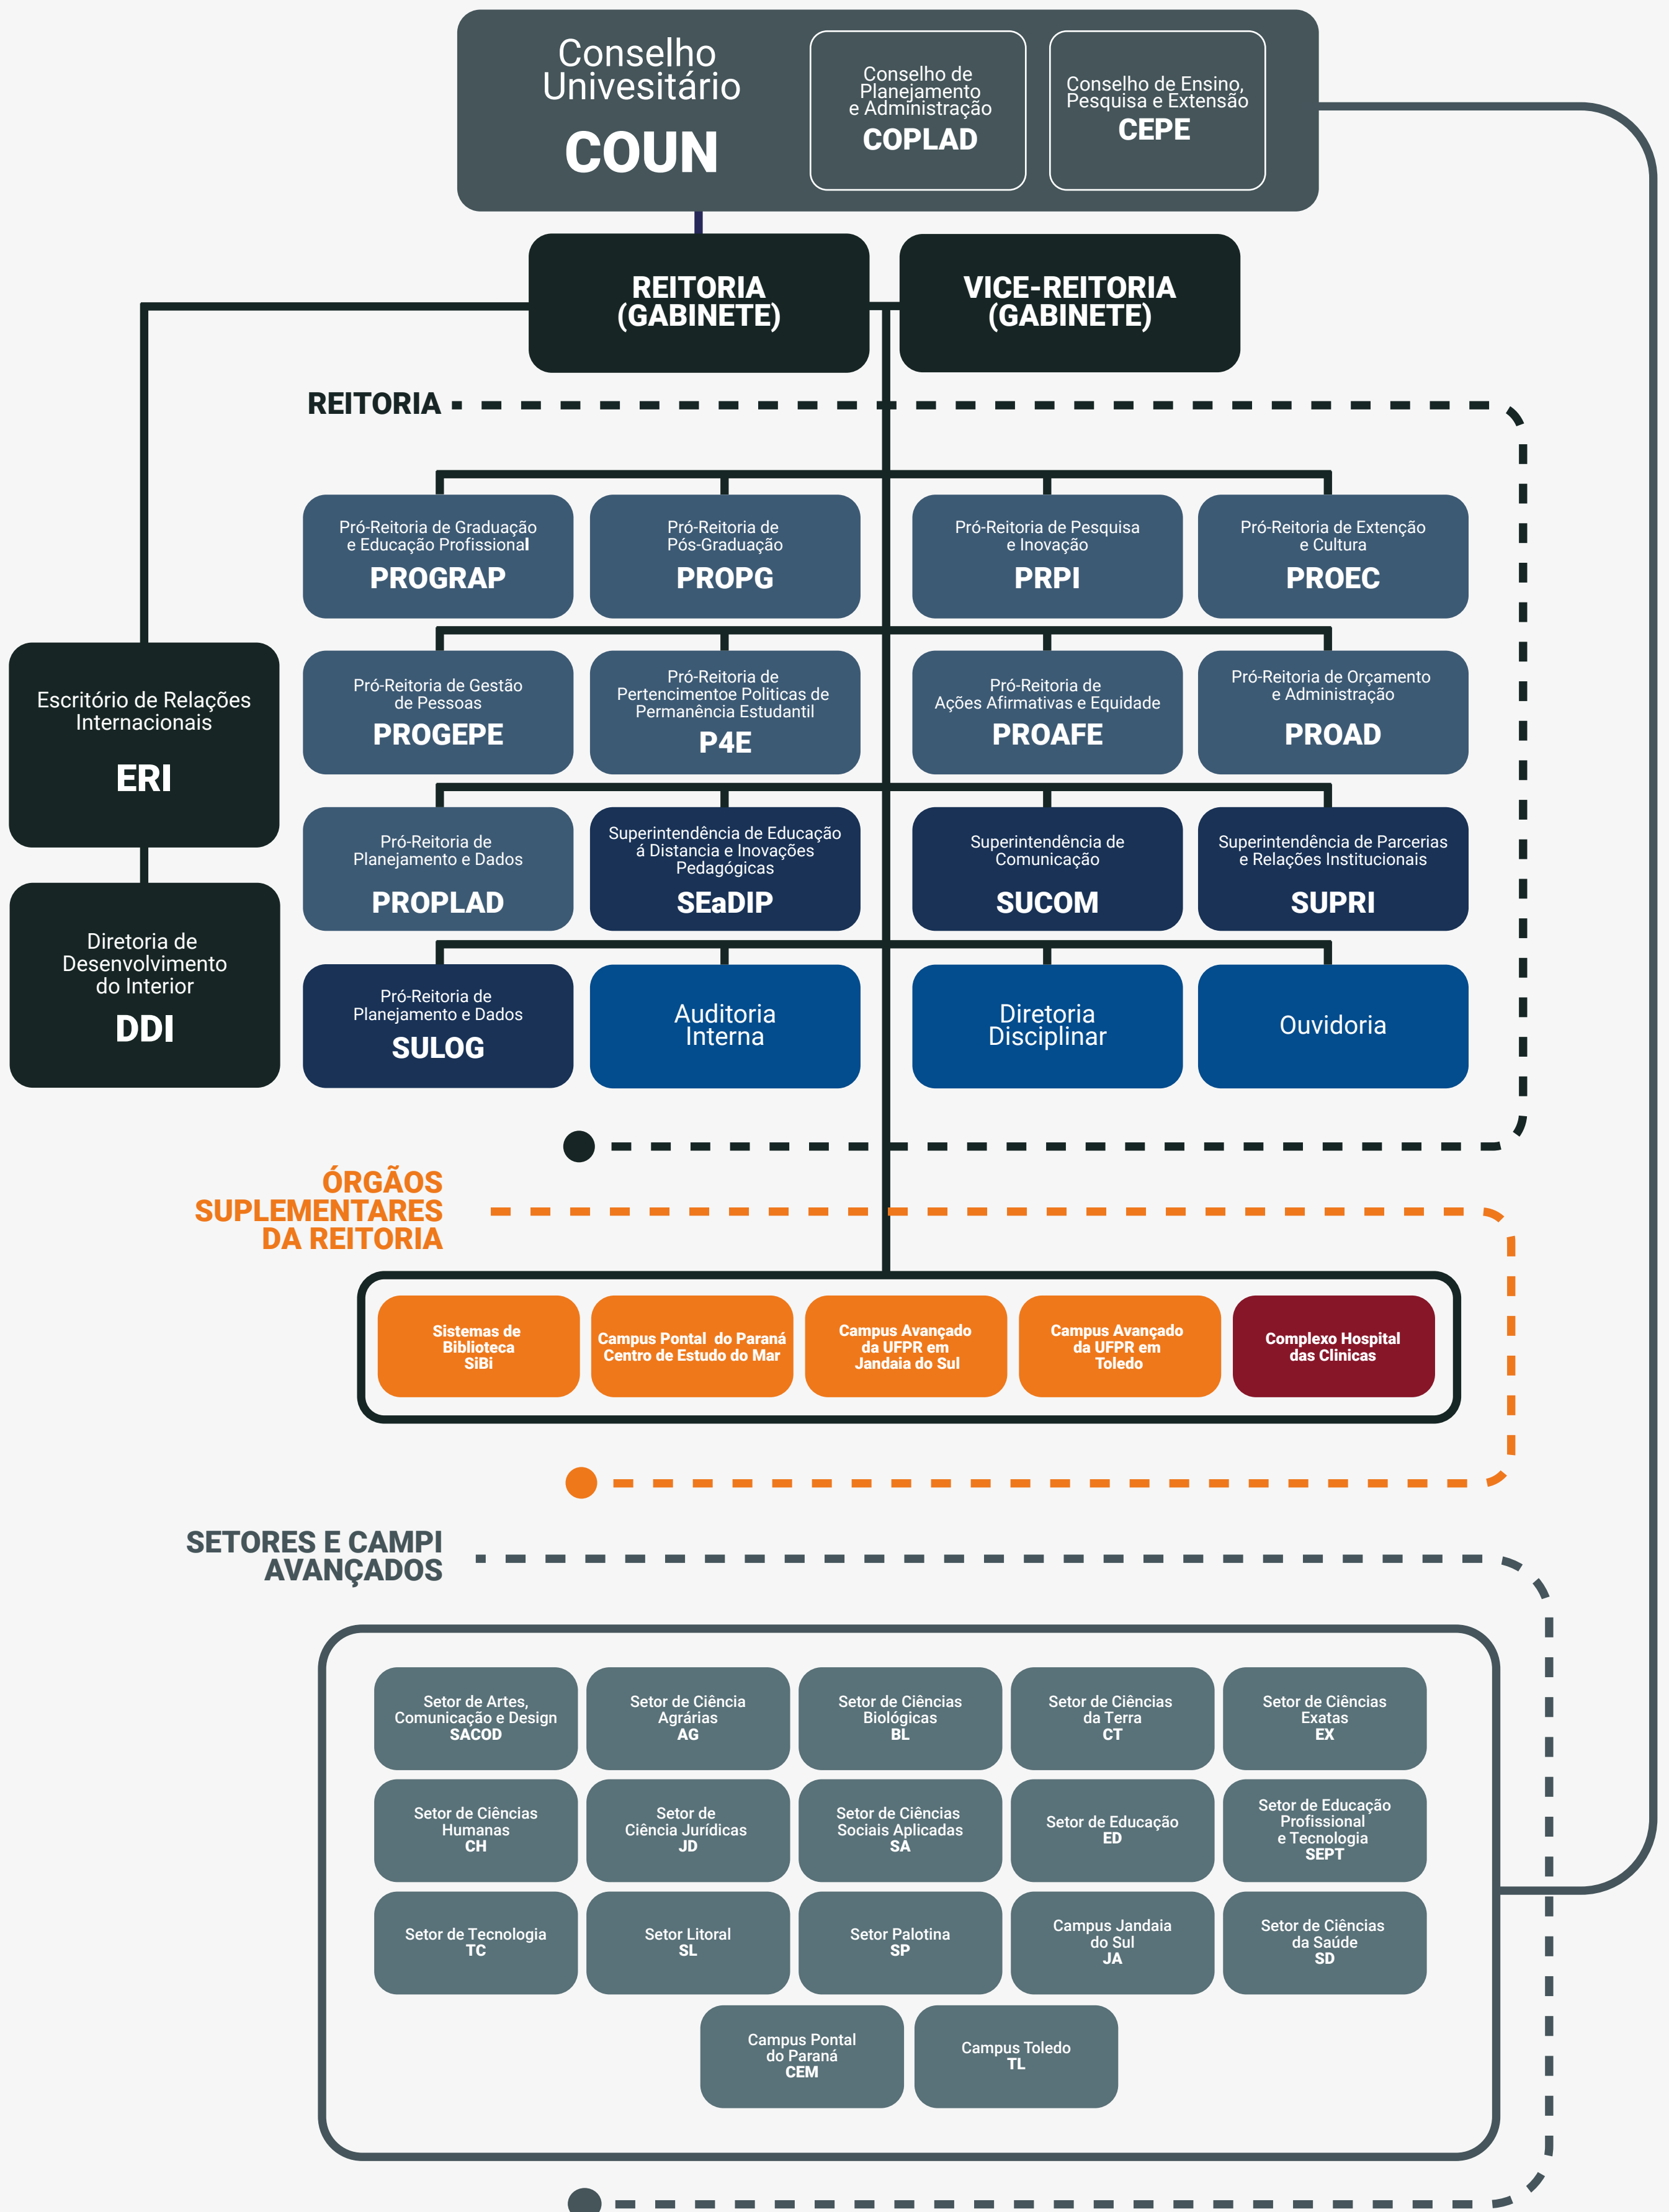 Conselho
Univesitário
COUN
Conselho de
Planejamento
e Administração
COPLAD
Conselho de Ensino,
Pesquisa e Extensão
CEPE
REITORIA
(GABINETE)
VICE-REITORIA
(GABINETE)
REITORIA
Pró-Reitoria de Graduação
e Educação Profissional
PROGRAP
Pró-Reitoria de
Pós-Graduação
PROPG
Pró-Reitoria de Pesquisa
e Inovação
PRPI
Pró-Reitoria de Extenção
e Cultura
PROEC
Escritório de Relações
Internacionais
ERI
Pró-Reitoria de Gestão
de Pessoas
PROGEPE
Pró-Reitoria de
Pertencimentoe Politicas de
Permanência Estudantil
P4E
Pró-Reitoria de
Ações Afirmativas e Equidade
PROAFE
Pró-Reitoria de Orçamento
e Administração
PROAD
Pró-Reitoria de
Planejamento e Dados
PROPLAD
Superintendência de Educação
á Distancia e Inovações
Pedagógicas
SEaDIP
Superintendência de
Comunicação
SUCOM
Superintendência de Parcerias
e Relações Institucionais
SUPRI
Diretoria de
Desenvolvimento
do Interior
DDI
Pró-Reitoria de
Planejamento e Dados
SULOG
Auditoria
Interna
Diretoria
Disciplinar
Ouvidoria
ÓRGÃOS
SUPLEMENTARES
DA REITORIA
Sistemas de
Biblioteca
SiBi
Campus Pontal do Paraná
Centro de Estudo do Mar
Campus Avançado
da UFPR em
Jandaia do Sul
Campus Avançado
da UFPR em
Toledo
Complexo Hospital
das Clinicas
SETORES E CAMPI
AVANÇADOS
Setor de Artes,
Comunicação e Design
SACOD
Setor de Ciência
Agrárias
AG
Setor de Ciências
Biológicas
BL
Setor de Ciências
da Terra
CT
Setor de Ciências
Exatas
EX
Setor de Ciências
Humanas
CH
Setor de
Ciência Jurídicas
JD
Setor de Ciências
Sociais Aplicadas
SA
Setor de Educação
ED
Setor de Educação
Profissional
e Tecnologia
SEPT
Setor de Tecnologia
TC
Setor Litoral
SL
Setor Palotina
SP
Campus Jandaia
do Sul
JA
Setor de Ciências
da Saúde
SD
Campus Pontal
do Paraná
CEM
Campus Toledo
TL